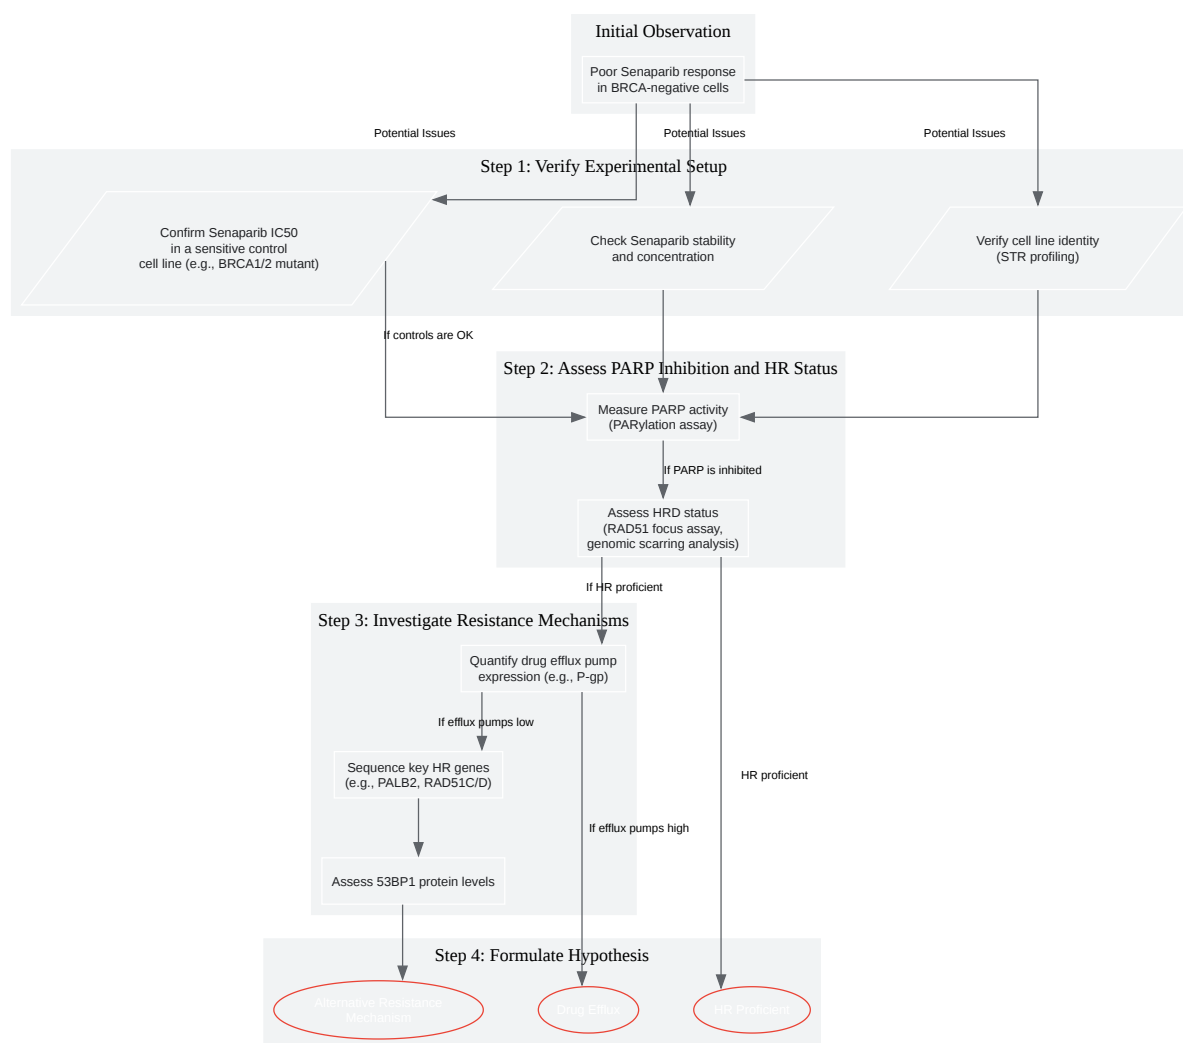 Initial Observation
Poor Senaparib response
in BRCA-negative cells
Potential Issues
Potential Issues
Potential Issues
Step 1: Verify Experimental Setup
Confirm Senaparib IC50
in a sensitive control
cell line (e.g., BRCA1/2 mutant)
Check Senaparib stability
and concentration
Verify cell line identity
(STR profiling)
If controls are OK
Step 2: Assess PARP Inhibition and HR Status
Measure PARP activity
(PARylation assay)
If PARP is inhibited
Assess HRD status
(RAD51 focus assay,
genomic scarring analysis)
If HR proficient
Step 3: Investigate Resistance Mechanisms
Quantify drug efflux pump
expression (e.g., P-gp)
If efflux pumps low
Sequence key HR genes
(e.g., PALB2, RAD51C/D)
HR proficient
If efflux pumps high
Assess 53BP1 protein levels
Step 4: Formulate Hypothesis
Alternative Resistance
Mechanism
Drug Efflux
HR Proficient